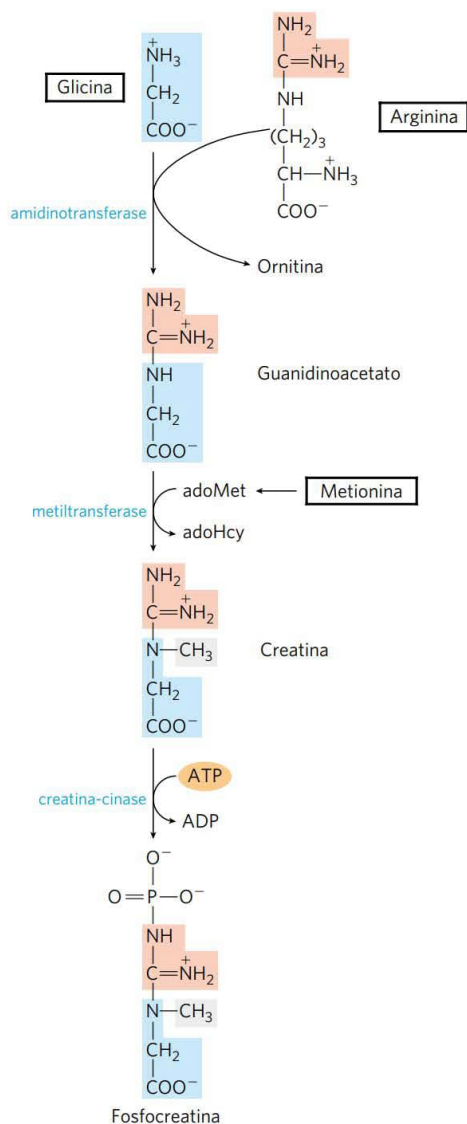 NH2
+
NH3
C=NH2
+
Glicina
CH2
NH
Arginina
COO−
(CH2)3
CH—NH3
+
amidinotransferase
COO−
Ornitina
NH2
+
C=NH2
NH
Guanidinoacetato
CH2
COO−
adoMet
Metionina
metiltransferase
adoHcy
NH2
+
C=NH2
N—CH3
Creatina
CH2
COO−
ATP
creatina-cinase
ADP
O−
O=P—O−
NH
+
C=NH2
N—CH3
CH2
COO−
Fosfocreatina